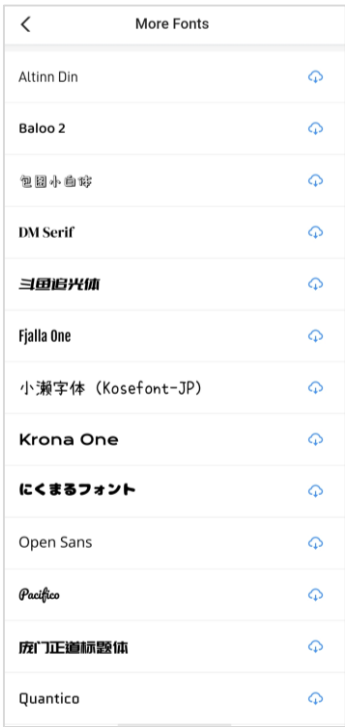 More Fonts
Altinn Din
Baloo 2
包图小白体
DM Serif
斗鱼追光体
Fjalla One
小濑字体 (Kosefont-JP)
Krona One
にくまるフォント
Open Sans
Pacifico
庞门正道标题体
Quantico